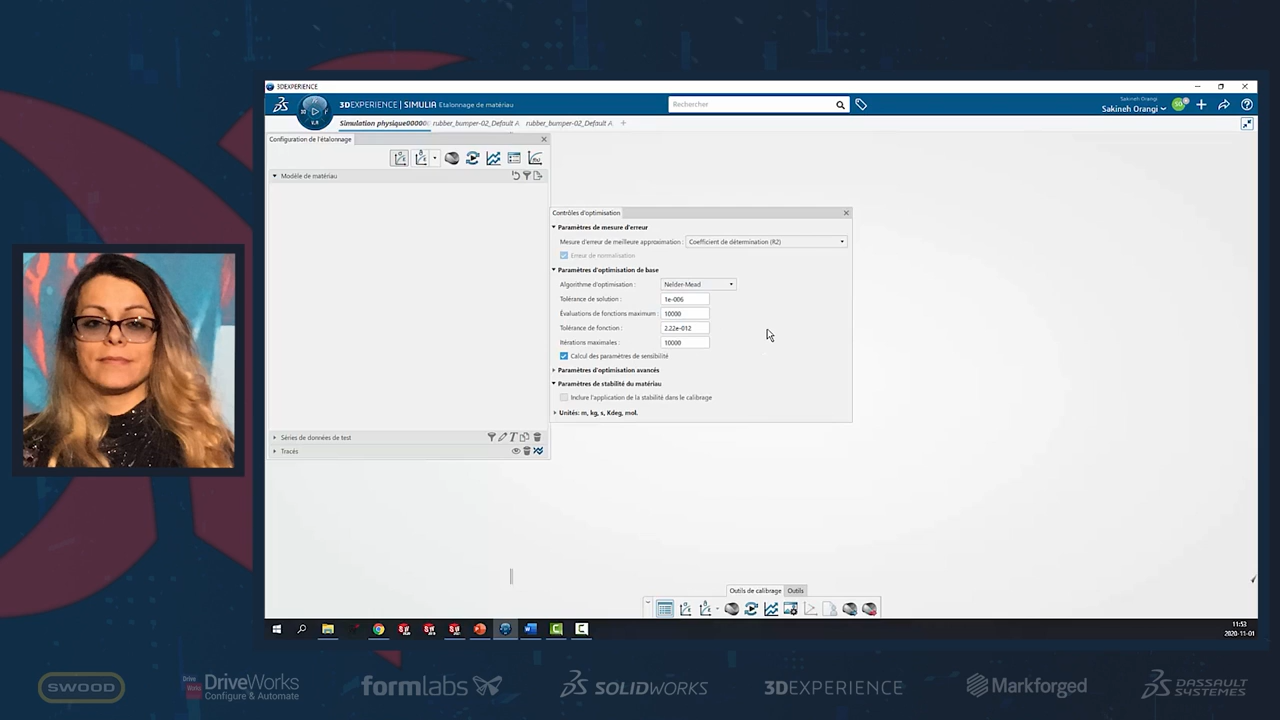 3DEXPERIENCE
3DEXPERIENCE | SIMULIA Etalonnage de matériau
V.R
Rechercher
Sakineh Orangi
Sakineh Orangi
SO
Simulation physique00000 rubber_bumper-02_Default A rubber_bumper-02_Default A +
Configuration de l'étalonnage
Modèle de matériau
Contrôles d'optimisation
Paramètres de mesure d'erreur
Mesure d'erreur de meilleure approximation : Coefficient de détermination (R2)
Erreur de normalisation
Paramètres d'optimisation de base
Algorithme d'optimisation : Nelder-Mead
Tolérance de solution : 1e-006
Évaluations de fonctions maximum : 10000
Tolérance de fonction : 2.22e-012
Itérations maximales : 10000
Calcul des paramètres de sensibilité
Paramètres d'optimisation avancés
Paramètres de stabilité du matériau
Inclure l'application de la stabilité dans le calibrage
Unités: m, kg, s, Kdeg, mol.
Séries de données de test
Tracés
Outils de calibrage Outils
11:53
2020-11-01
SWOOD
DriveWorks
Configure & Automate
formlabs
SOLIDWORKS
3DEXPERIENCE
Markforged
DASSAULT SYSTEMES